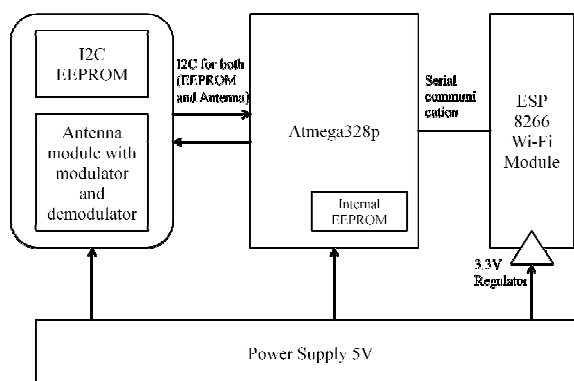 I2C
EEPROM
Antenna
module with
modulator
and
demodulator
I2C for both
(EEPROM
and Antenna)
Atmega328p
Internal
EEPROM
Serial
communi
cation
ESP
8266
Wi-Fi
Module
3.3V
Regulator
Power Supply 5V